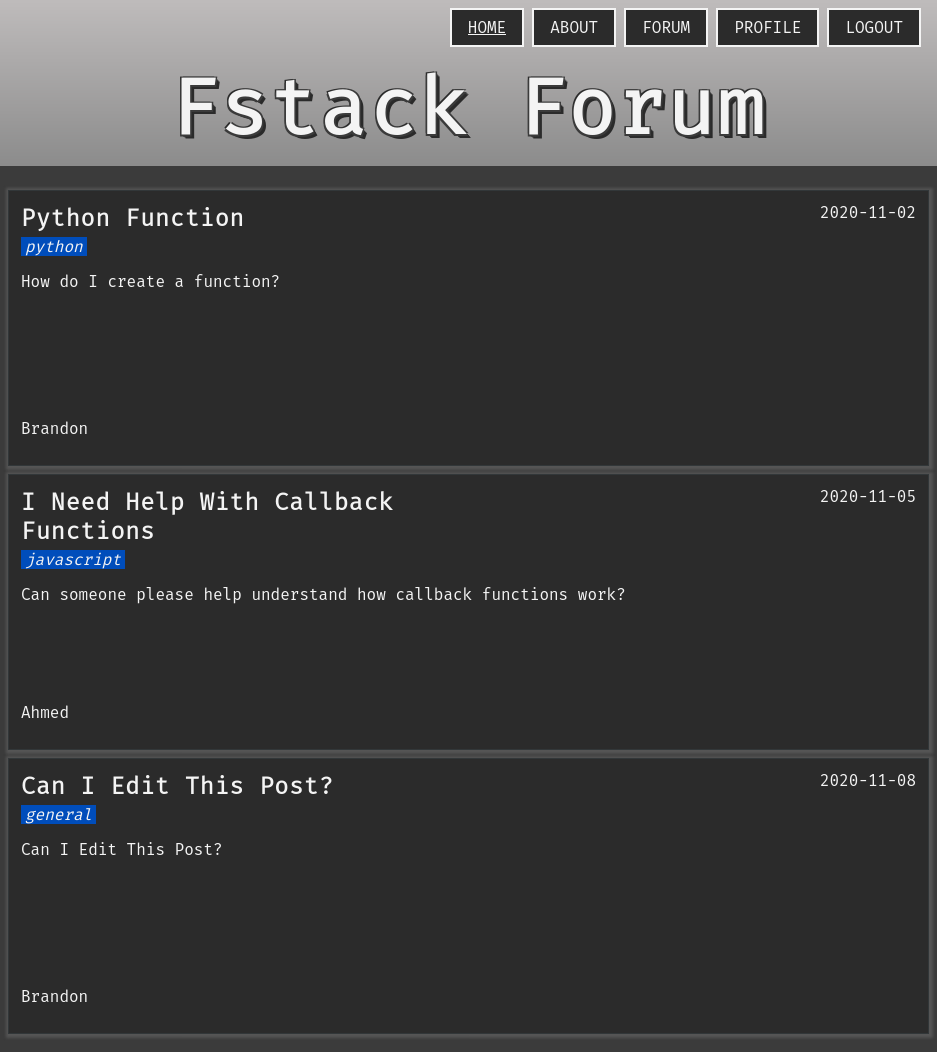 HOME ABOUT FORUM PROFILE LOGOUT
Fstack Forum
Python Function
2020-11-02
python
How do I create a function?
Brandon
I Need Help With Callback
Functions
2020-11-05
javascript
Can someone please help understand how callback functions work?
Ahmed
Can I Edit This Post?
2020-11-08
general
Can I Edit This Post?
Brandon